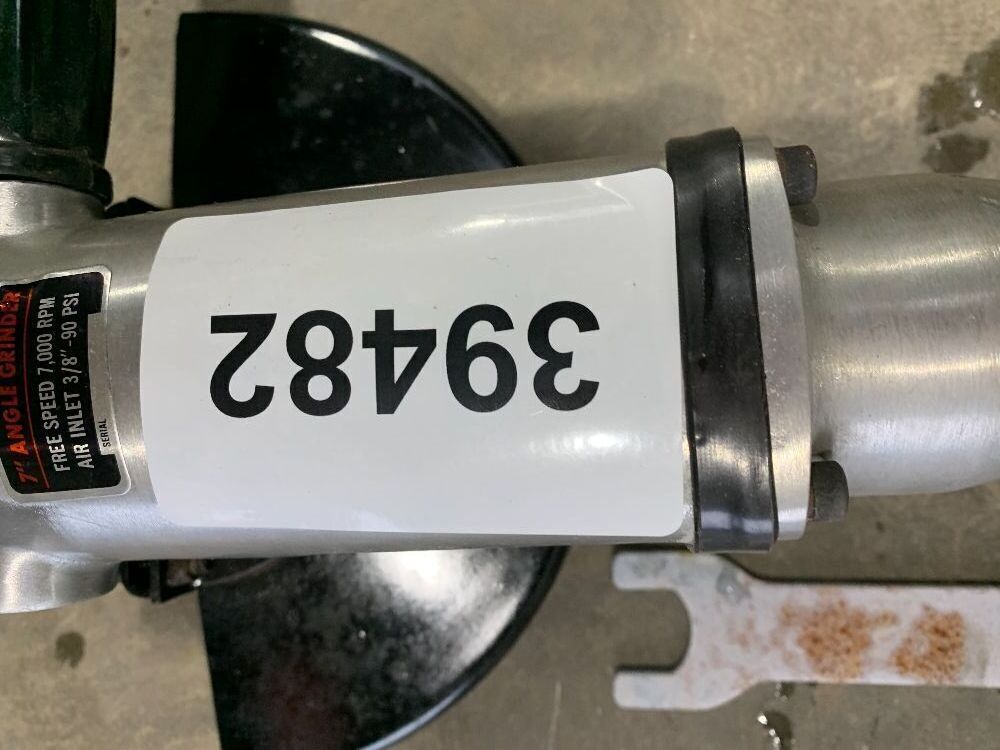 39482
7" ANGLE GRINDER
FREE SPEED 7,000 RPM
AIR INLET 3/8"-90 PSI
SERIAL